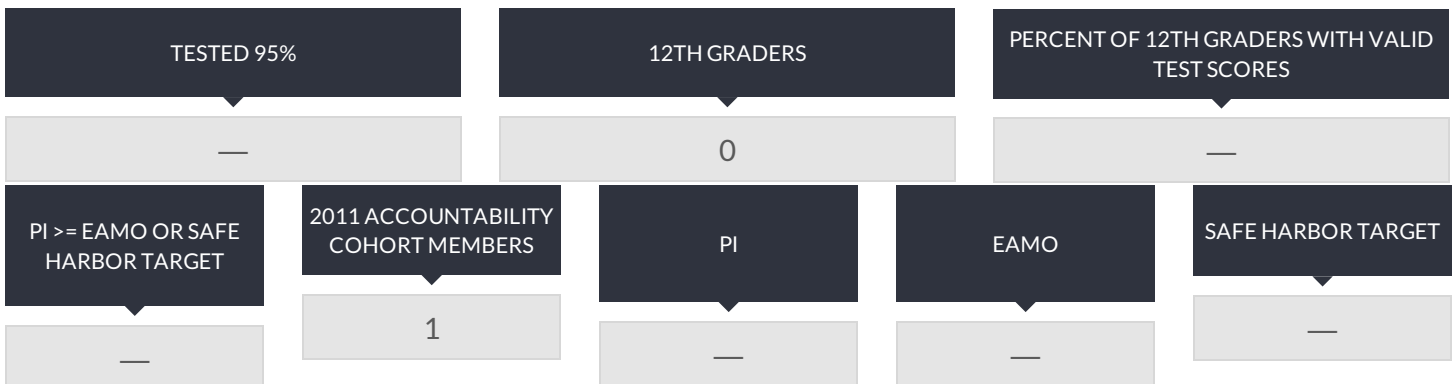 TESTED 95%
12TH GRADERS
PERCENT OF 12TH GRADERS WITH VALID
TEST SCORES
—
0
—
PI >= EAMO OR SAFE
HARBOR TARGET
2011 ACCOUNTABILITY
COHORT MEMBERS
PI
EAMO
SAFE HARBOR TARGET
—
1
—
—
—